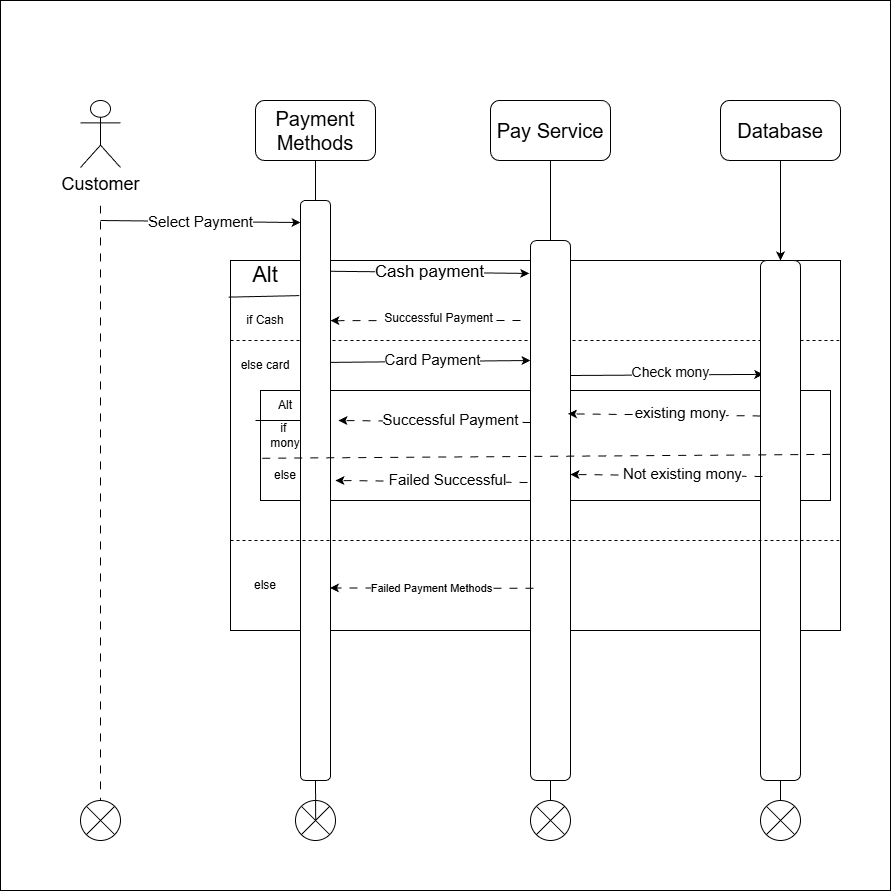 Payment
Methods
Pay Service
Database
Customer
Select Payment
Alt
Cash payment
if Cash
Successful Payment
else card
Card Payment
Check mony
Alt
if
mony
Successful Payment
existing mony
else
Failed Successful
Not existing mony
else
Failed Payment Methods